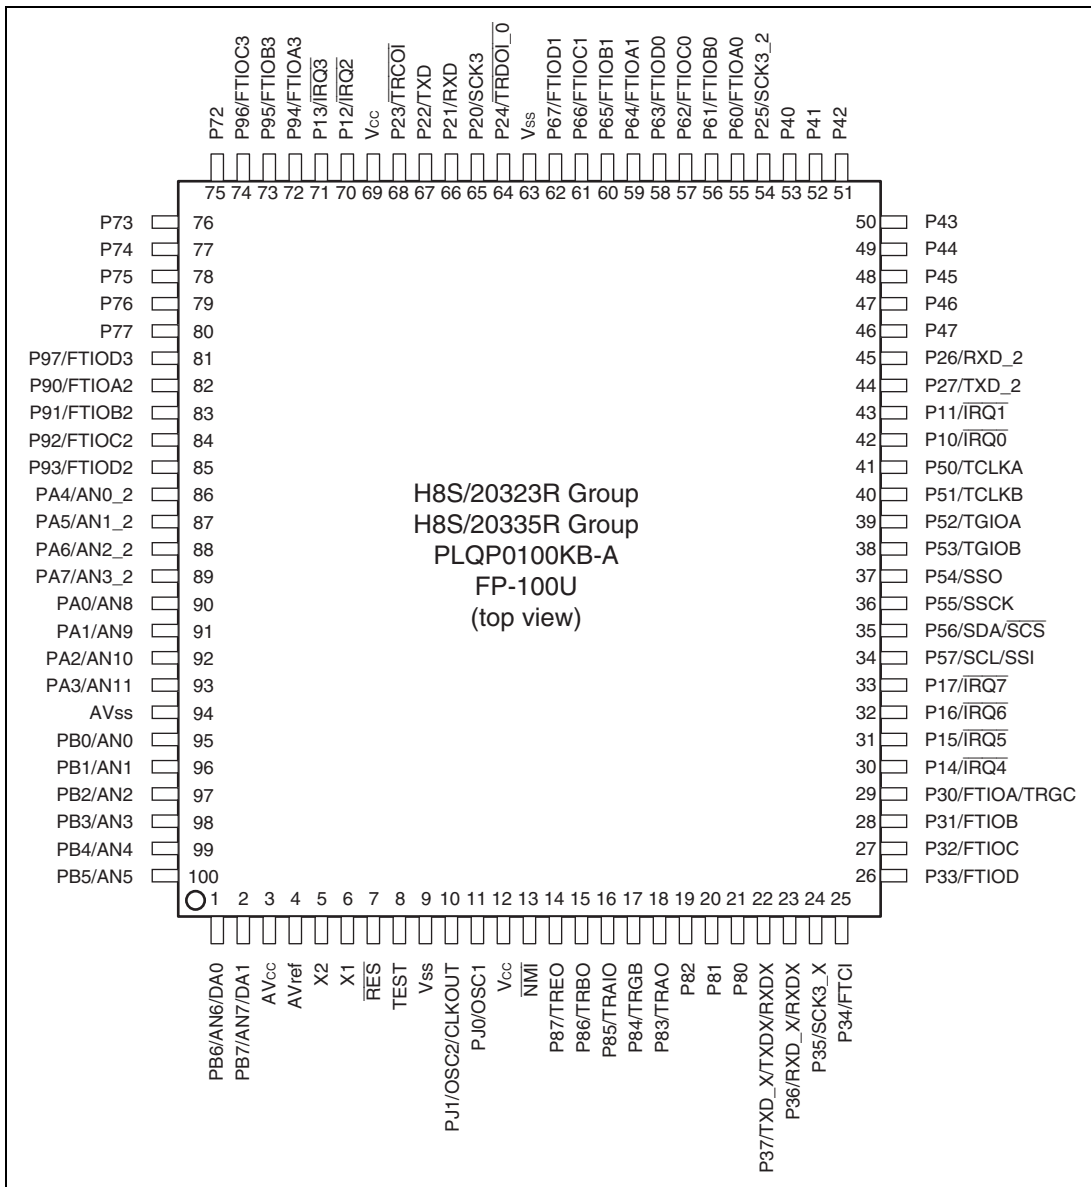 P72
P96/FTIOC3
P95/FTIOB3
P94/FTIOA3
P13/IRQ3
P12/IRQ2
Vcc
P23/TRCOI
P22/TXD
P21/RXD
P20/SCK3
P24/TRDOI_0
Vss
P67/FTIOD1
P66/FTIOC1
P65/FTIOB1
P64/FTIOA1
P63/FTIOD0
P62/FTIOC0
P61/FTIOB0
P60/FTIOA0
P25/SCK3_2
P40
P41
P42
75 74 73 72 71 70 69 68 67 66 65 64 63 62 61 60 59 58 57 56 55 54 53 52 51
P73 76 50 P43
P74 77 49 P44
P75 78 48 P45
P76 79 47 P46
P77 80 46 P47
P97/FTIOD3 81 45 P26/RXD_2
P90/FTIOA2 82 44 P27/TXD_2
P91/FTIOB2 83 43 P11/IRQ1
P92/FTIOC2 84 42 P10/IRQ0
P93/FTIOD2 85 41 P50/TCLKA
PA4/AN0_2 86 40 P51/TCLKB
PA5/AN1_2 87 39 P52/TGIOA
PA6/AN2_2 88 38 P53/TGIOB
PA7/AN3_2 89 37 P54/SSO
PA0/AN8 90 36 P55/SSCK
PA1/AN9 91 35 P56/SDA/SCS
PA2/AN10 92 34 P57/SCL/SSI
PA3/AN11 93 33 P17/IRQ7
AVss 94 32 P16/IRQ6
PB0/AN0 95 31 P15/IRQ5
PB1/AN1 96 30 P14/IRQ4
PB2/AN2 97 29 P30/FTIOA/TRGC
PB3/AN3 98 28 P31/FTIOB
PB4/AN4 99 27 P32/FTIOC
PB5/AN5 100 26 P33/FTIOD
H8S/20323R Group
H8S/20335R Group
PLQP0100KB-A
FP-100U
(top view)
1 2 3 4 5 6 7 8 9 10 11 12 13 14 15 16 17 18 19 20 21 22 23 24 25
PB6/AN6/DA0
PB7/AN7/DA1
AVcc
AVref
X2
X1
RES
TEST
Vss
PJ1/OSC2/CLKOUT
PJ0/OSC1
Vcc
NMI
P87/TREO
P86/TRBO
P85/TRAIO
P84/TRGB
P83/TRAO
P82
P81
P80
P37/TXD_X/TXDX/RXDX
P36/RXD_X/RXDX
P35/SCK3_X
P34/FTCI